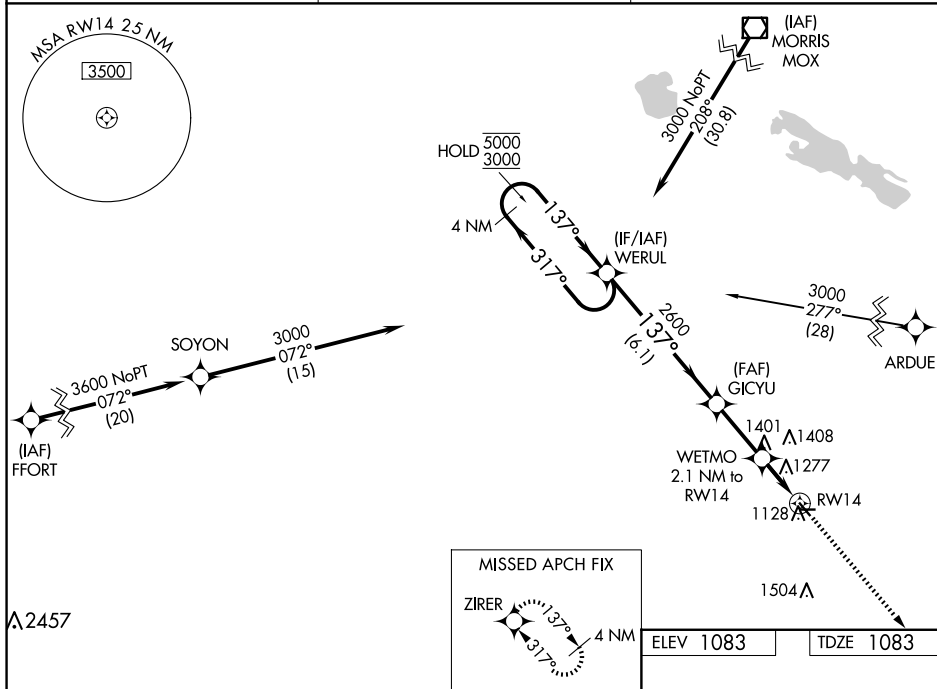 MSA RW14 25 NM
3500
(IAF)
MORRIS
MOX
3000 NoPT
208°
(30.8)
HOLD
5000
3000
4 NM
137°
317°
(IF/IAF)
WERUL
2600
137°
(6.1)
3000
277°
(28)
ARDUE
SOYON
3000
072°
(15)
3600 NoPT
072°
(20)
(IAF)
FFORT
(FAF)
GICYU
1401
1408
WETMO
2.1 NM to
RW14
1277
RW14
1128
1504
2457
MISSED APCH FIX
ZIRER
137°
317°
4 NM
ELEV 1083
TDZE 1083